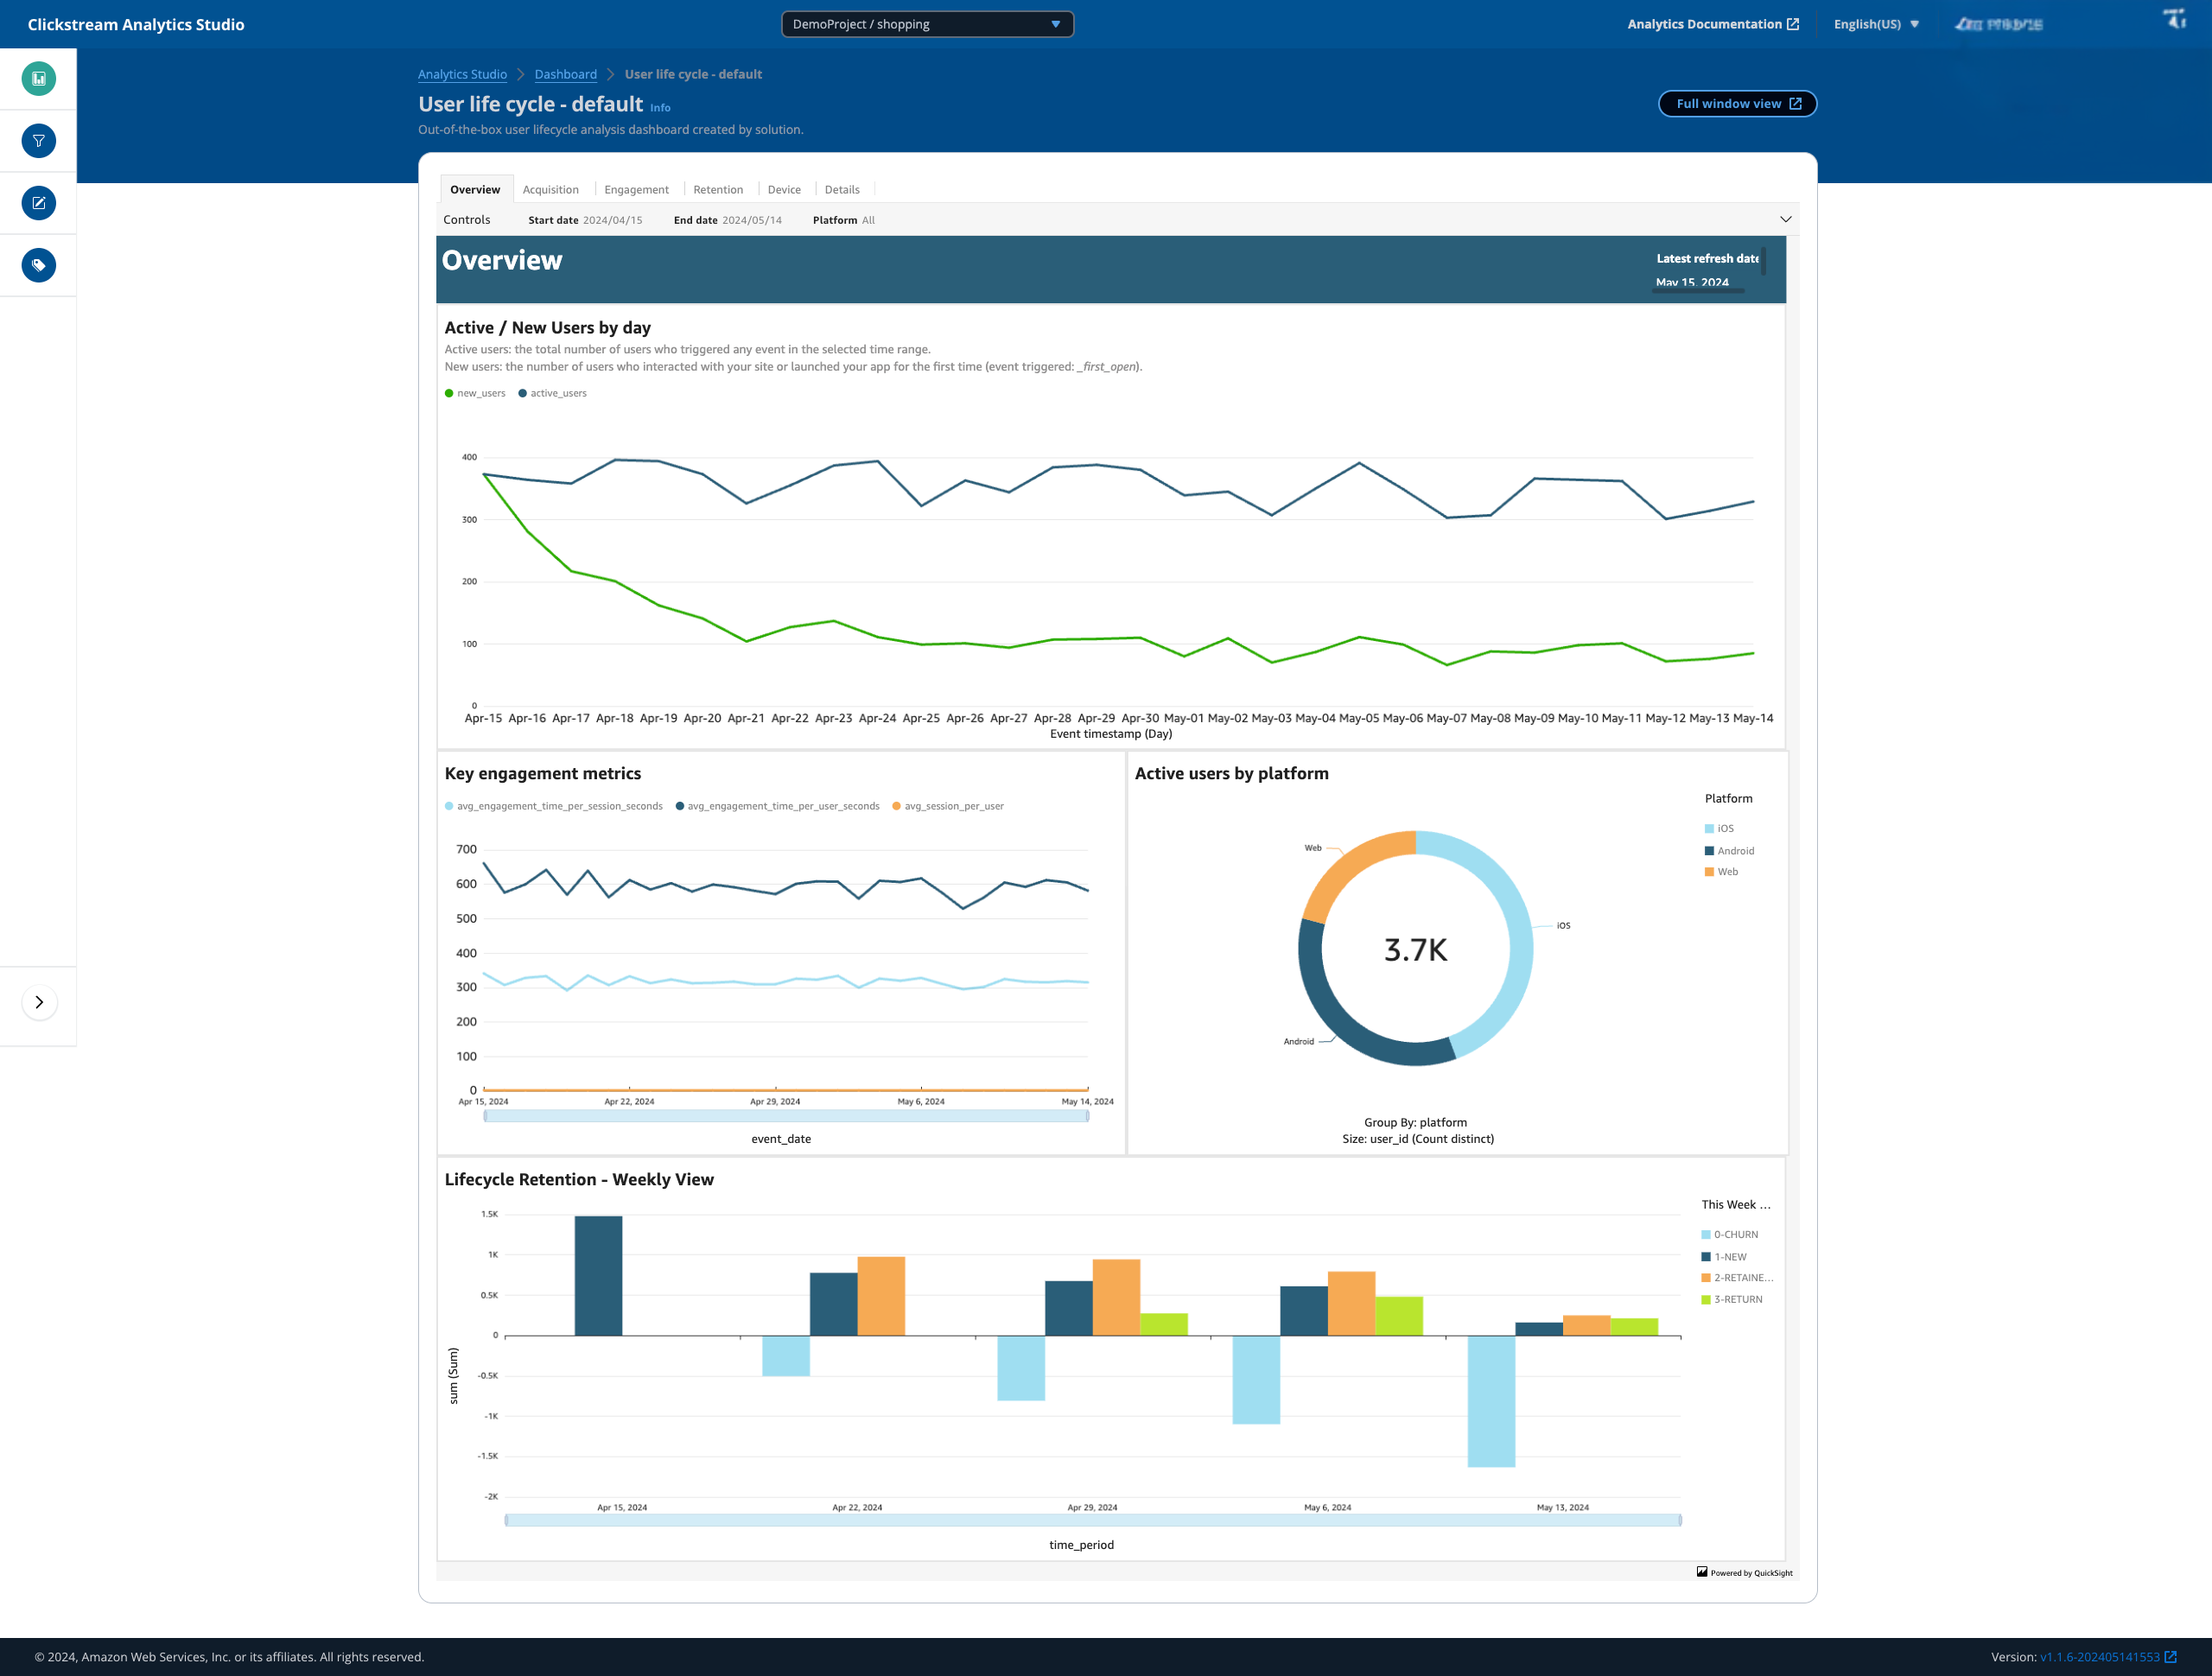 Clickstream Analytics Studio
DemoProject / shopping
Analytics Documentation
English(US)
Analytics Studio
Dashboard
User life cycle - default
User life cycle - default Info
Full window view
Out-of-the-box user lifecycle analysis dashboard created by solution.
Overview
Acquisition
Engagement
Retention
Device
Details
Controls
Start date 2024/04/15
End date 2024/05/14
Platform All
Overview
Latest refresh date
May 15, 2024
Active / New Users by day
Active users: the total number of users who triggered any event in the selected time range.
New users: the number of users who interacted with your site or launched your app for the first time (event triggered: _first_open).
new_users
active_users
400
300
200
100
0
Apr-15 Apr-16 Apr-17 Apr-18 Apr-19 Apr-20 Apr-21 Apr-22 Apr-23 Apr-24 Apr-25 Apr-26 Apr-27 Apr-28 Apr-29 Apr-30 May-01 May-02 May-03 May-04 May-05 May-06 May-07 May-08 May-09 May-10 May-11 May-12 May-13 May-14
Event timestamp (Day)
Key engagement metrics
avg_engagement_time_per_session_seconds
avg_engagement_time_per_user_seconds
avg_session_per_user
700
600
500
400
300
200
100
0
Apr 15, 2024
Apr 22, 2024
Apr 29, 2024
May 6, 2024
May 14, 2024
event_date
Active users by platform
Platform
iOS
Android
Web
Web
iOS
3.7K
Android
Group By: platform
Size: user_id (Count distinct)
Lifecycle Retention - Weekly View
This Week ...
0-CHURN
1-NEW
2-RETAINE...
3-RETURN
1.5K
1K
0.5K
0
-0.5K
-1K
-1.5K
-2K
sum (Sum)
Apr 15, 2024
Apr 22, 2024
Apr 29, 2024
May 6, 2024
May 13, 2024
time_period
Powered by QuickSight
© 2024, Amazon Web Services, Inc. or its affiliates. All rights reserved.
Version: v1.1.6-202405141553